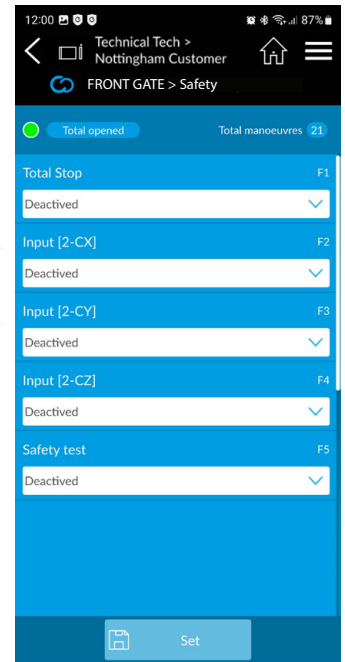 12:00 87%
Technical Tech >
Nottingham Customer
FRONT GATE > Safety
Total opened Total manoeuvres 21
Total Stop F1
Deactived
Input [2-CX] F2
Deactived
Input [2-CY] F3
Deactived
Input [2-CZ] F4
Deactived
Safety test F5
Deactived
Set